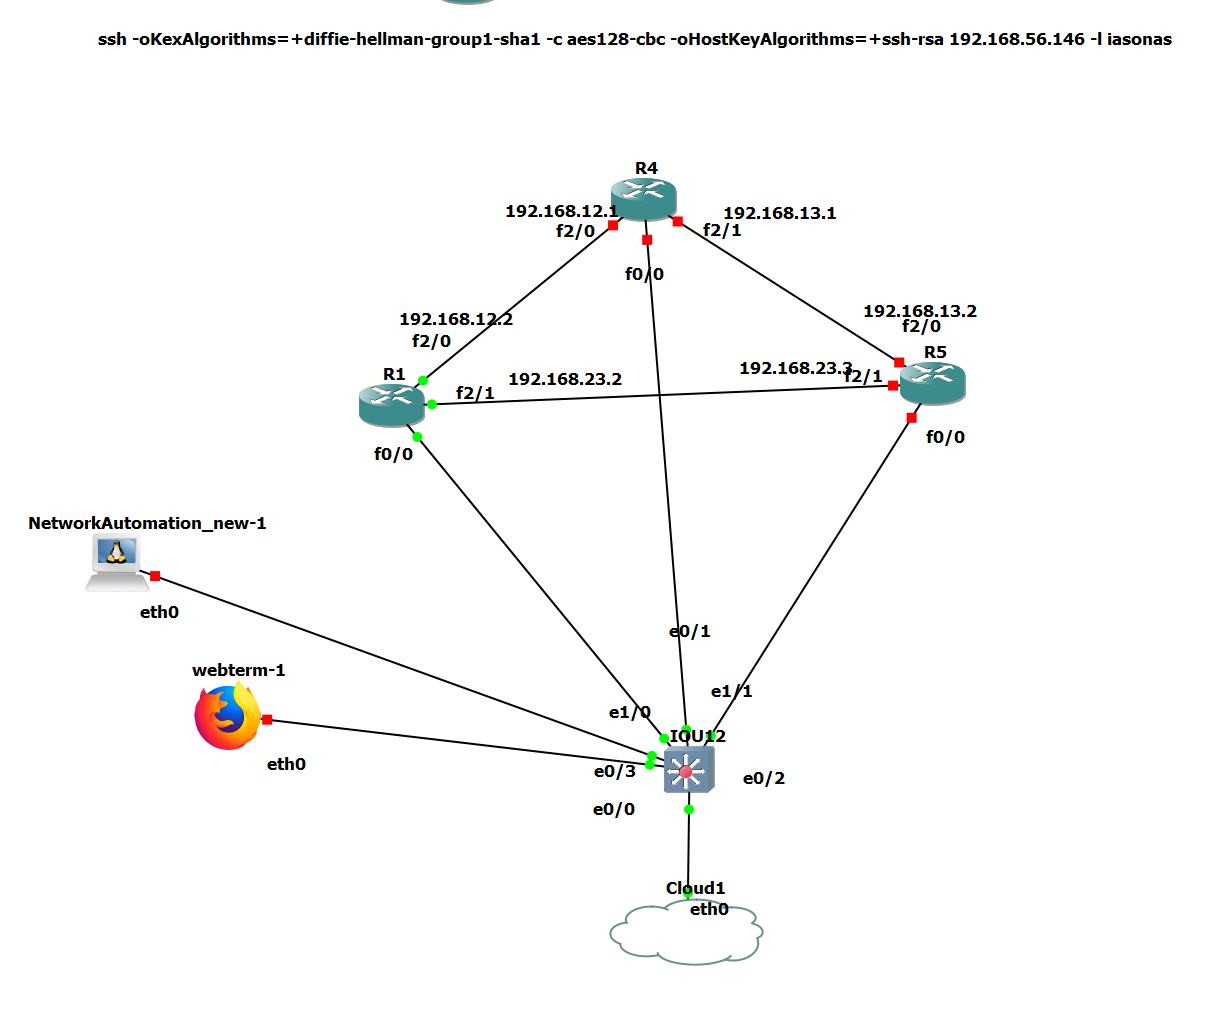 ssh -oKexAlgorithms=+diffie-hellman-group1-sha1 -c aes128-cbc -oHostKeyAlgorithms=+ssh-rsa 192.168.56.146 -l iasonas
R4
192.168.12.1
192.168.13.1
f2/0
f2/1
f0/0
192.168.13.2
192.168.12.2
f2/0
f2/0
R5
R1
192.168.23.2
192.168.23.3
f2/1
f2/1
f0/0
f0/0
NetworkAutomation_new-1
eth0
e0/1
webterm-1
e1/1
e1/0
IOU12
eth0
e0/3
e0/2
e0/0
Cloud1
eth0